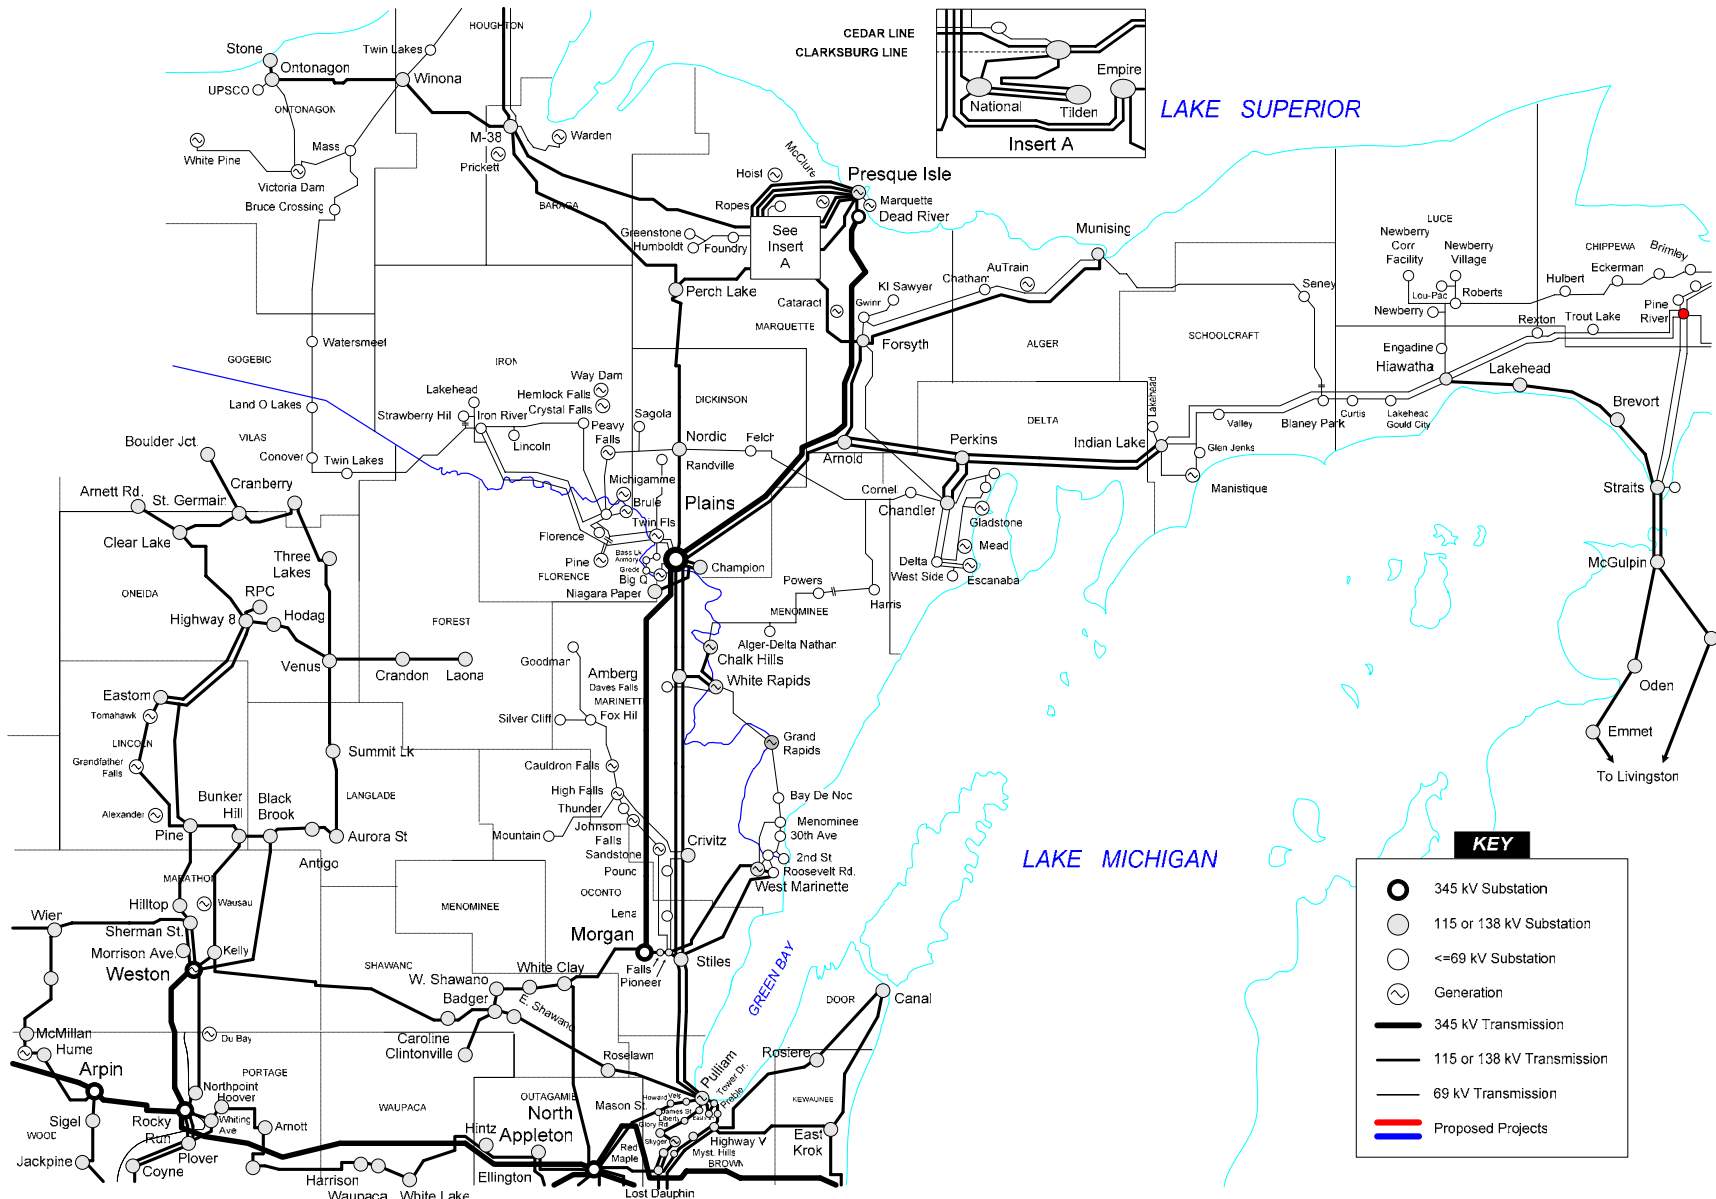 HOUGHTON
CEDAR LINE
CLARKSBURG LINE
Empire
National
Tilden
Insert A
LAKE SUPERIOR
Stone
Twin Lakes
Ontonagon
Winona
UPSCO
ONTONAGON
M-38
Warden
Mass
White Pine
Prickett
Victoria Dam
Bruce Crossing
BARAGA
McClure
Hoist
Presque Isle
Marquette
Ropes
Dead River
Greenstone
Humboldt
Foundry
See
Insert
A
Munising
LUCE
Newberry
Corr
Facility
Newberry
Village
CHIPPEWA
Brimley
Eckerman
Hulbert
AuTrain
Chatham
Perch Lake
KI Sawyer
Cataract
Gwinn
MARQUETTE
Seney
Lou-Pac
Roberts
Newberry
Pine
River
Rexton
Trout Lake
SCHOOLCRAFT
Forsyth
ALGER
Engadine
Hiawatha
Lakehead
Watersmeet
GOGEBIC
IRON
Way Dam
Hemlock Falls
Crystal Falls
Lakehead
DICKINSON
Land O Lakes
Strawberry Hill
Iron River
Sagola
Peavy
Falls
Lincoln
Nordic
Felch
Randville
DELTA
Lakehead
Valley
Blaney Park
Curtis
Lakehead
Gould City
Brevort
VILAS
Boulder Jct.
Conover
Twin Lakes
Arnold
Perkins
Indian Lake
Glen Jenks
Manistique
Straits
Cranberry
Arnett Rd.
St. Germain
Michigamme
Brule
Plains
Cornell
Chandler
Gladstone
Clear Lake
Twin Fls
Florence
Three
Lakes
Mead
Pine
FLORENCE
Bass Lk
Armory
Grede
Big Q
Champion
Delta
West Side
Escanaba
McGulpin
Niagara Paper
Powers
Harris
MENOMINEE
ONEIDA
RPC
Highway 8
Hodag
FOREST
Alger-Delta Nathan
Chalk Hills
Goodman
Venus
Crandon
Laona
Amberg
Daves Falls
White Rapids
MARINETT
Oden
Eastom
Tomahawk
Silver Cliff
Fox Hill
Emmet
LINCOLN
Summit Lk
Grand
Rapids
Grandfather
Falls
Cauldron Falls
To Livingston
LANGLADE
High Falls
Bay De Noc
Bunker
Hill
Black
Brook
Thunder
Alexander
Pine
Aurora St
Mountain
Johnson
Falls
Crivitz
Menominee
30th Ave
Antigo
Sandstone
2nd St
LAKE MICHIGAN
KEY
Pound
Roosevelt Rd.
West Marinette
MARATHON
OCONTO
345 kV Substation
Hilltop
Wausau
MENOMINEE
Lena
115 or 138 kV Substation
Wien
Sherman St.
Morgan
<=69 kV Substation
Morrison Ave.
Kelly
Weston
SHAWANO
White Clay
Falls
Pioneer
Stiles
W. Shawano
Badger
E. Shawano
GREEN BAY
DOOR
Canal
Generation
345 kV Transmission
McMillan
Hume
Du Bay
Caroline
Clintonville
Roselawn
Rosiere
115 or 138 kV Transmission
Arpin
PORTAGE
Northpoint
Hoover
Pulliam
Tower Dr.
Preble
69 kV Transmission
WAUPACA
OUTAGAMIE
North
Appleton
Mason St.
Howard
Velp
James St.
Liberty
Glory Rd
Skygen
KEWAUNEE
Proposed Projects
Sigel
WOOD
Rocky
Run
Whiting
Ave
Arnott
Hintz
Highway V
East
Krok
Jackpine
Plover
Coyne
Red
Maple
Myst. Hills
BROWN
Ellington
Harrison
Waupaca
White Lake
Lost Dauphin